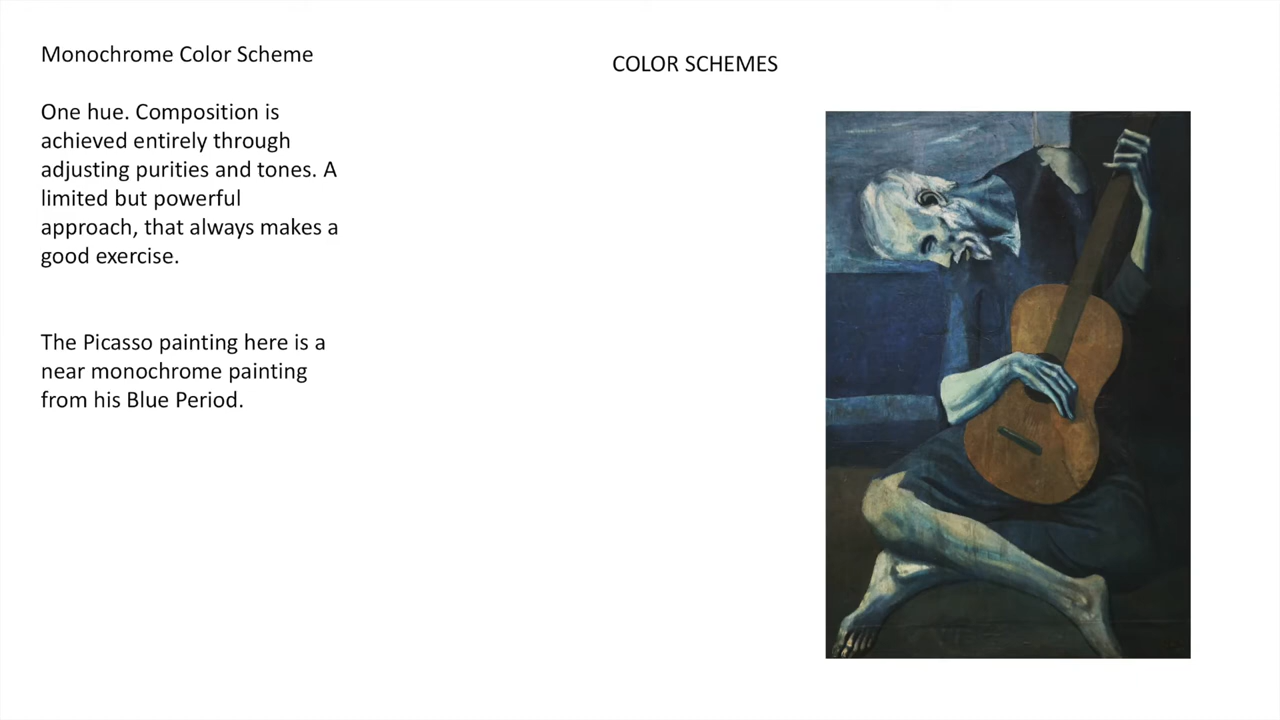 Monochrome Color Scheme
COLOR SCHEMES
One hue. Composition is
achieved entirely through
adjusting purities and tones. A
limited but powerful
approach, that always makes a
good exercise.
The Picasso painting here is a
near monochrome painting
from his Blue Period.